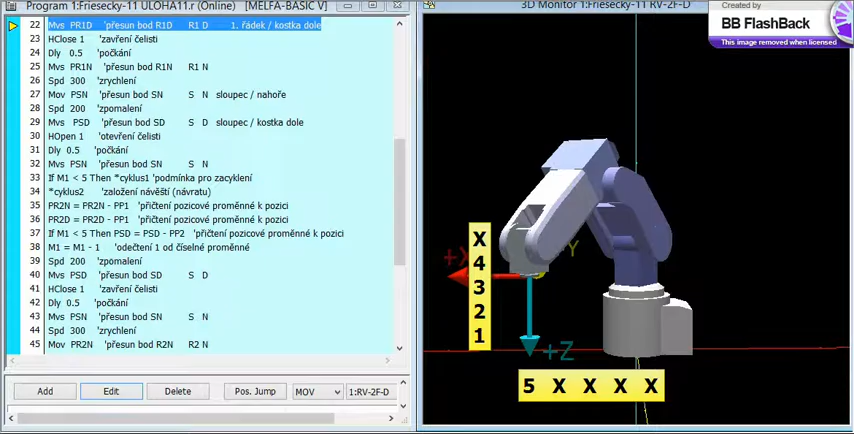 Program 1:Friesecky-11 ULOHA11.r (Online) [MELFA-BASIC V]
22 Mvs PR1D 'přesun bod R1D R1 D 1. řádek / kostka dole
23 HClose 1 'zavření čelisti
24 Dly 0.5 'počkání
25 Mvs PR1N 'přesun bod R1N R1 N
26 Spd 300 'zrychlení
27 Mov PSN 'přesun bod SN S N sloupec / nahoře
28 Spd 200 'zpomalení
29 Mvs PSD 'přesun bod SD S D sloupec / kostka dole
30 HOpen 1 'otevření čelisti
31 Dly 0.5 'počkání
32 Mvs PSN 'přesun bod SN S N
33 If M1 < 5 Then *cyklus1 'podmínka pro zacyklení
34 *cyklus2 'založení návěští (návratu)
35 PR2N = PR2N - PP1 'přičtení pozicové proměnné k pozici
36 PR2D = PR2D - PP1 'přičtení pozicové proměnné k pozici
37 If M1 < 5 Then PSD = PSD - PP2 'přičtení pozicové proměnné k pozici
38 M1 = M1 - 1 'odečtení 1 od číselné proměnné
39 Spd 200 'zpomalení
40 Mvs PSD 'přesun bod SD S D
41 HClose 1 'zavření čelisti
42 Dly 0.5 'počkání
43 Mvs PSN 'přesun bod SN S N
44 Spd 300 'zrychlení
45 Mov PR2N 'přesun bod R2N R2 N
Add Edit Delete Pos. Jump MOV 1:RV-2F-D
3D Monitor 1:Friesecky-11 RV-2F-D
Created by
BB FlashBack
This image removed when licensed
X
4
3
2
1
+X
Y
+Z
5 X X X X